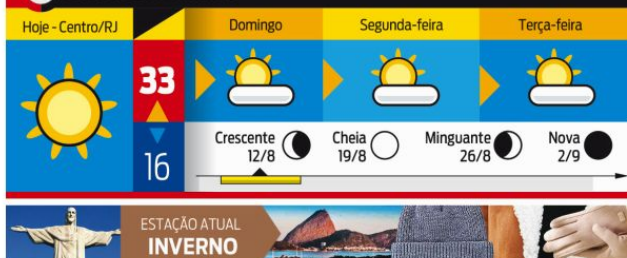 Hoje - Centro/RJ
33
16
Domingo
Segunda-feira
Terça-feira
Crescente
12/8
Cheia
19/8
Minguante
26/8
Nova
2/9
ESTAÇÃO ATUAL
INVERNO